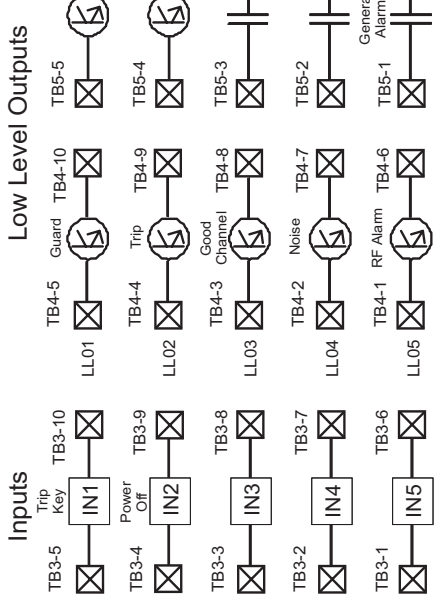 Inputs
Trip
Key
TB3-5
IN1
TB3-10
Power
Off
TB3-4
IN2
TB3-9
TB3-3
IN3
TB3-8
TB3-2
IN4
TB3-7
TB3-1
IN5
TB3-6
Low Level Outputs
TB4-5
Guard
TB4-10
LL01
TB4-4
Trip
TB4-9
LL02
TB4-3
Good
Channel
TB4-8
LL03
TB4-2
Noise
TB4-7
LL04
TB4-1
RF Alarm
TB4-6
LL05
TB5-5
TB5-4
TB5-3
TB5-2
TB5-1
Genera
Alarm